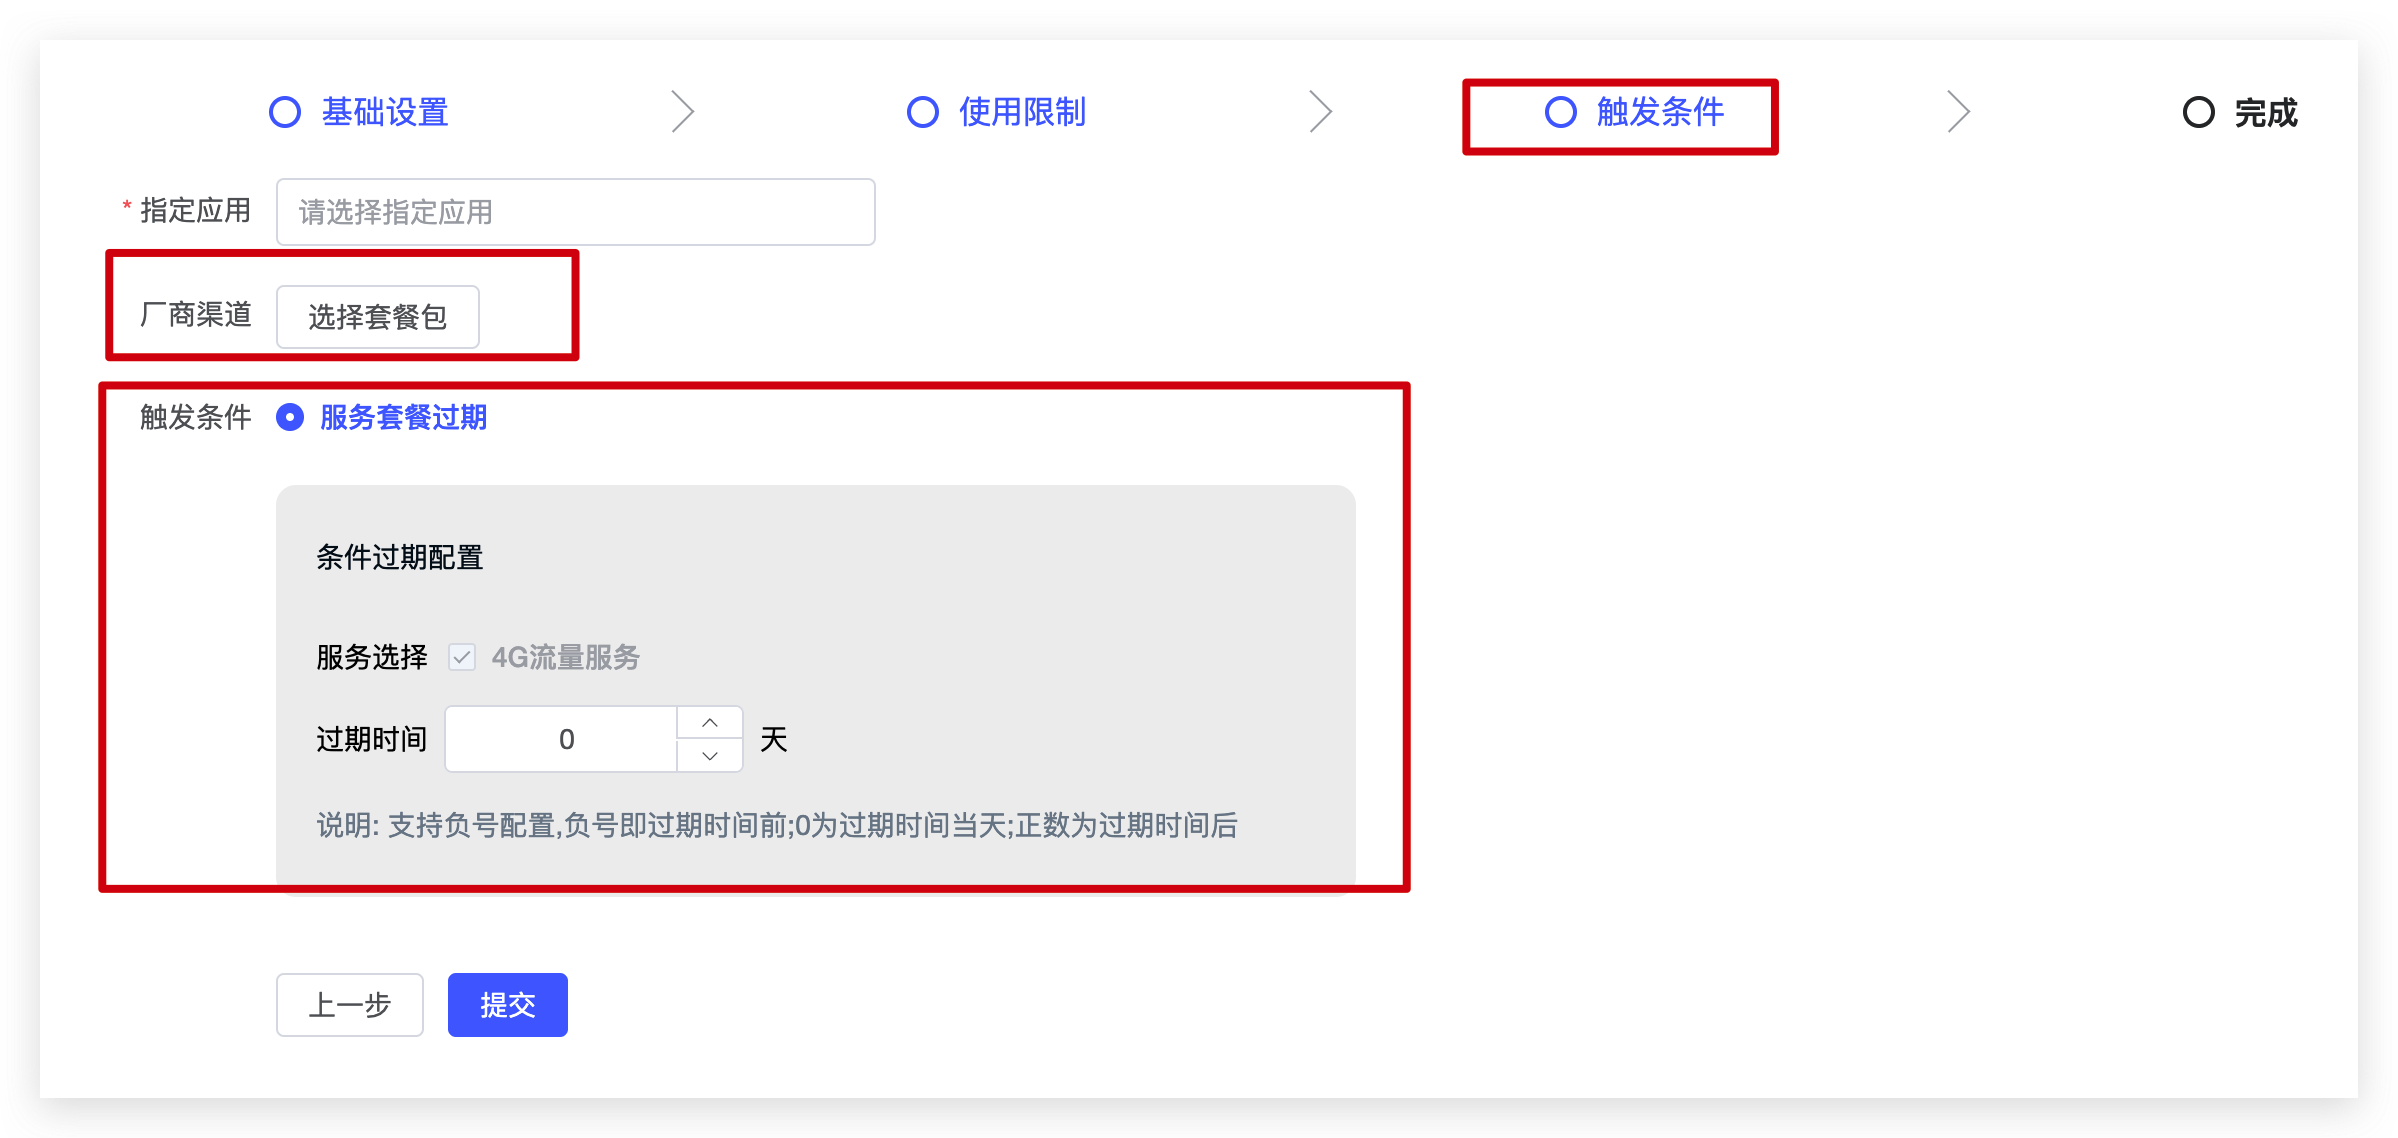 基础设置
使用限制
触发条件
完成
* 指定应用 请选择指定应用
厂商渠道 选择套餐包
触发条件 服务套餐过期
条件过期配置
服务选择 4G流量服务
过期时间 0 天
说明: 支持负号配置,负号即过期时间前;0为过期时间当天;正数为过期时间后
上一步 提交